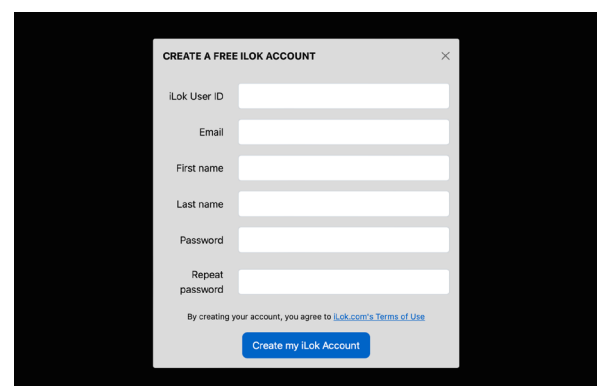 CREATE A FREE ILOK ACCOUNT
iLok User ID
Email
First name
Last name
Password
Repeat
password
By creating your account, you agree to iLok.com's Terms of Use
Create my iLok Account